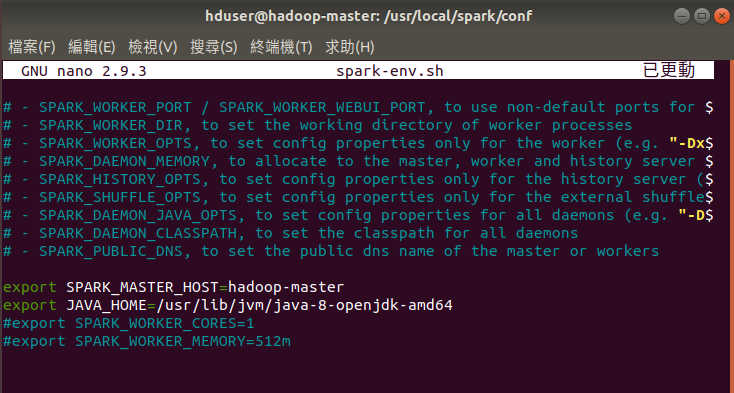 hduser@hadoop-master: /usr/local/spark/conf
檔案(F) 編輯(E) 檢視(V) 搜尋(S) 終端機(T) 求助(H)
GNU nano 2.9.3 spark-env.sh 已更動
# - SPARK_WORKER_PORT / SPARK_WORKER_WEBUI_PORT, to use non-default ports for $
# - SPARK_WORKER_DIR, to set the working directory of worker processes
# - SPARK_WORKER_OPTS, to set config properties only for the worker (e.g. "-Dx$
# - SPARK_DAEMON_MEMORY, to allocate to the master, worker and history server $
# - SPARK_HISTORY_OPTS, to set config properties only for the history server ($
# - SPARK_SHUFFLE_OPTS, to set config properties only for the external shuffle$
# - SPARK_DAEMON_JAVA_OPTS, to set config properties for all daemons (e.g. "-D$
# - SPARK_DAEMON_CLASSPATH, to set the classpath for all daemons
# - SPARK_PUBLIC_DNS, to set the public dns name of the master or workers
export SPARK_MASTER_HOST=hadoop-master
export JAVA_HOME=/usr/lib/jvm/java-8-openjdk-amd64
#export SPARK_WORKER_CORES=1
#export SPARK_WORKER_MEMORY=512m